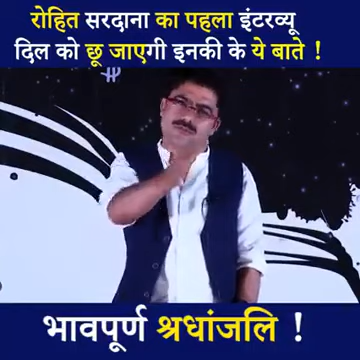 रोहित सरदाना का पहला इंटरव्यू
दिल को छू जाएगी इनकी के ये बाते !
भावपूर्ण श्रधांजलि !